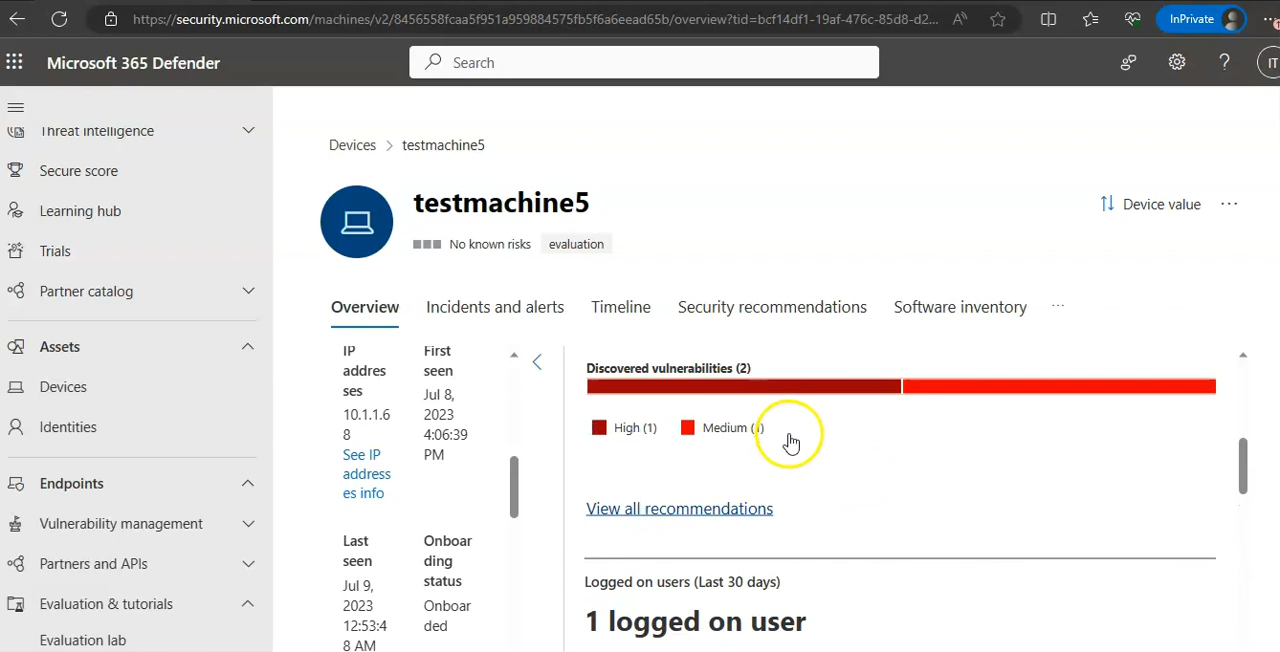 https://security.microsoft.com/machines/v2/8456558fcaa5f951a959884575fb5f6a6eead65b/overview?tid=bcf14df1-19af-476c-85d8-d2...
InPrivate
Microsoft 365 Defender
Search
IT
Threat intelligence
Secure score
Learning hub
Trials
Partner catalog
Assets
Devices
Identities
Endpoints
Vulnerability management
Partners and APIs
Evaluation & tutorials
Evaluation lab
Devices > testmachine5
testmachine5
Device value
No known risks
evaluation
Overview
Incidents and alerts
Timeline
Security recommendations
Software inventory
IP
addres
ses
10.1.1.6
8
See IP
address
es info
First
seen
Jul 8,
2023
4:06:39
PM
Last
seen
Jul 9,
2023
12:53:4
8 AM
Onboar
ding
status
Onboar
ded
Discovered vulnerabilities (2)
High (1)
Medium (1)
View all recommendations
Logged on users (Last 30 days)
1 logged on user